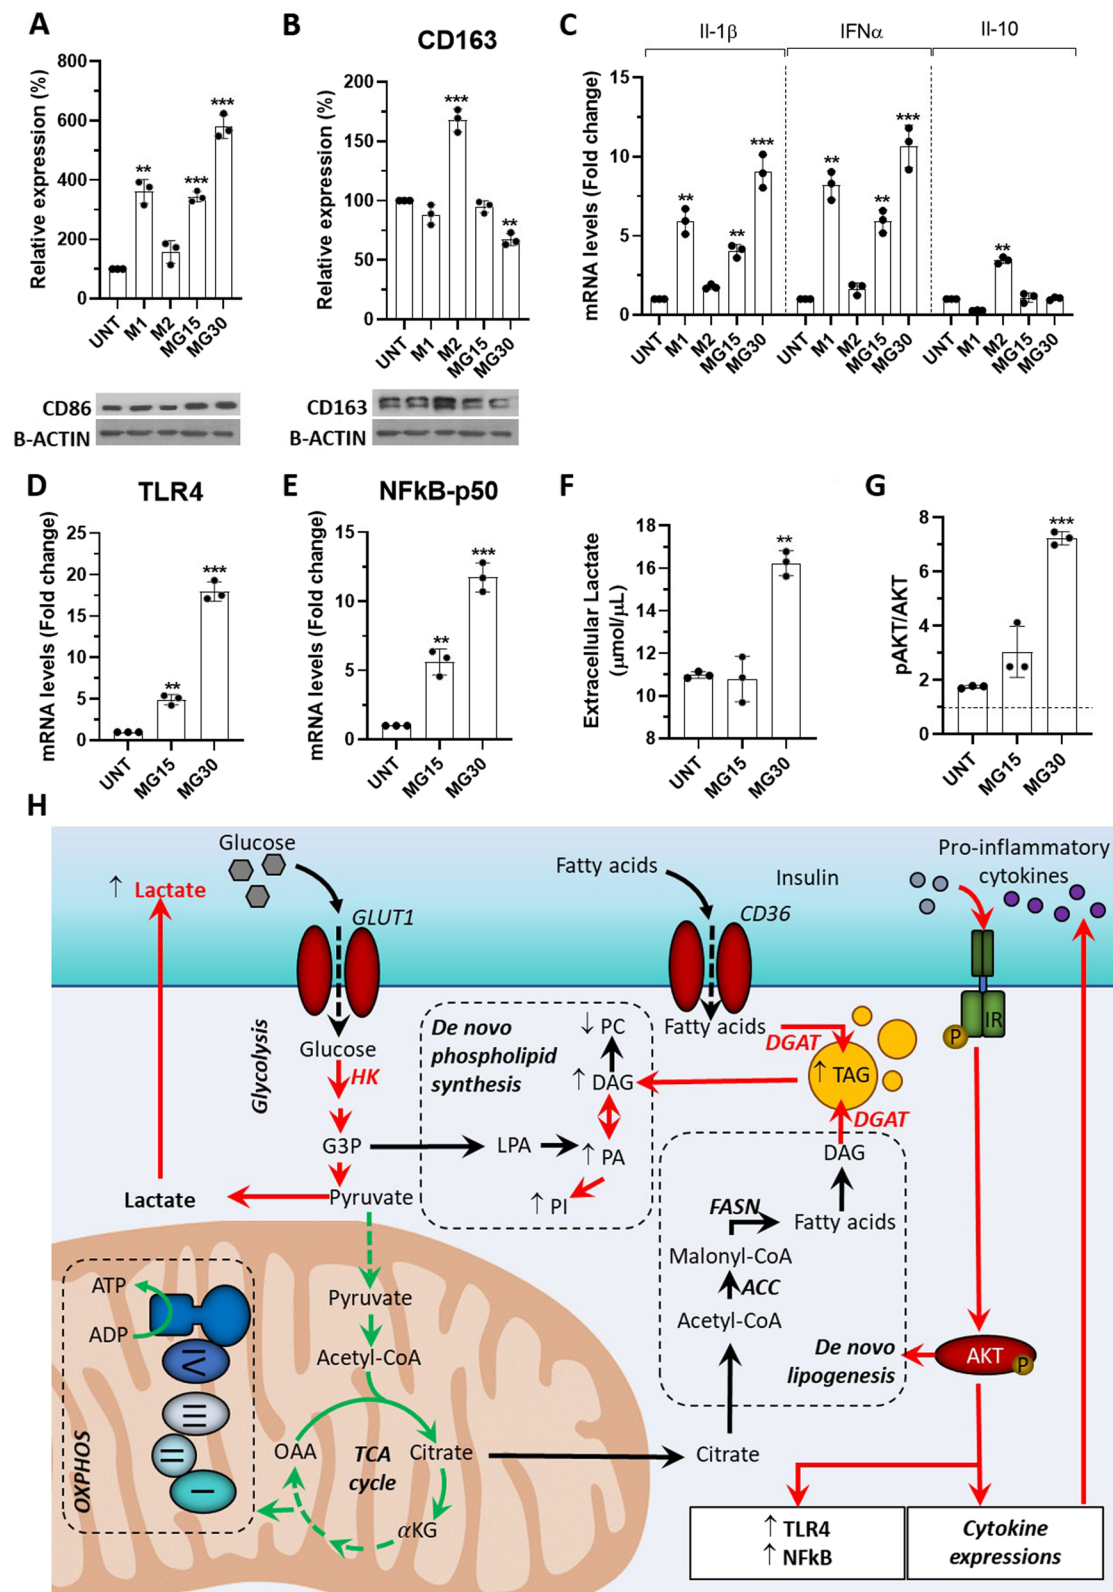 A
Relative expression (%)
800
600
400
200
0
**
***
***
UNT
M1
M2
MG15
MG30
CD86
B-ACTIN
B
CD163
Relative expression (%)
200
150
100
50
0
***
**
UNT
M1
M2
MG15
MG30
CD163
B-ACTIN
C
Il-1β
IFNα
Il-10
mRNA levels (Fold change)
15
10
5
0
**
**
***
**
**
***
**
UNT
M1
M2
MG15
MG30
UNT
M1
M2
MG15
MG30
UNT
M1
M2
MG15
MG30
D
TLR4
mRNA levels (Fold change)
25
20
15
10
5
0
**
***
UNT
MG15
MG30
E
NFkB-p50
mRNA levels (Fold change)
15
10
5
0
**
***
UNT
MG15
MG30
F
Extracellular Lactate
(μmol/μL)
18
16
14
12
10
8
**
UNT
MG15
MG30
G
pAKT/AKT
8
6
4
2
0
***
UNT
MG15
MG30
H
Glucose
↑ Lactate
GLUT1
Fatty acids
CD36
Insulin
Pro-inflammatory
cytokines
Glycolysis
Glucose
HK
G3P
Pyruvate
Lactate
De novo
phospholipid
synthesis
↓ PC
↑ DAG
LPA
↑ PA
↑ PI
Fatty acids
DGAT
↑ TAG
DGAT
DAG
IR
P
FASN
Fatty acids
Malonyl-CoA
ACC
Acetyl-CoA
De novo
lipogenesis
AKT
P
ATP
ADP
IV
III
II
I
OXPHOS
Pyruvate
Acetyl-CoA
OAA
TCA
cycle
Citrate
αKG
Citrate
↑ TLR4
↑ NFkB
Cytokine
expressions